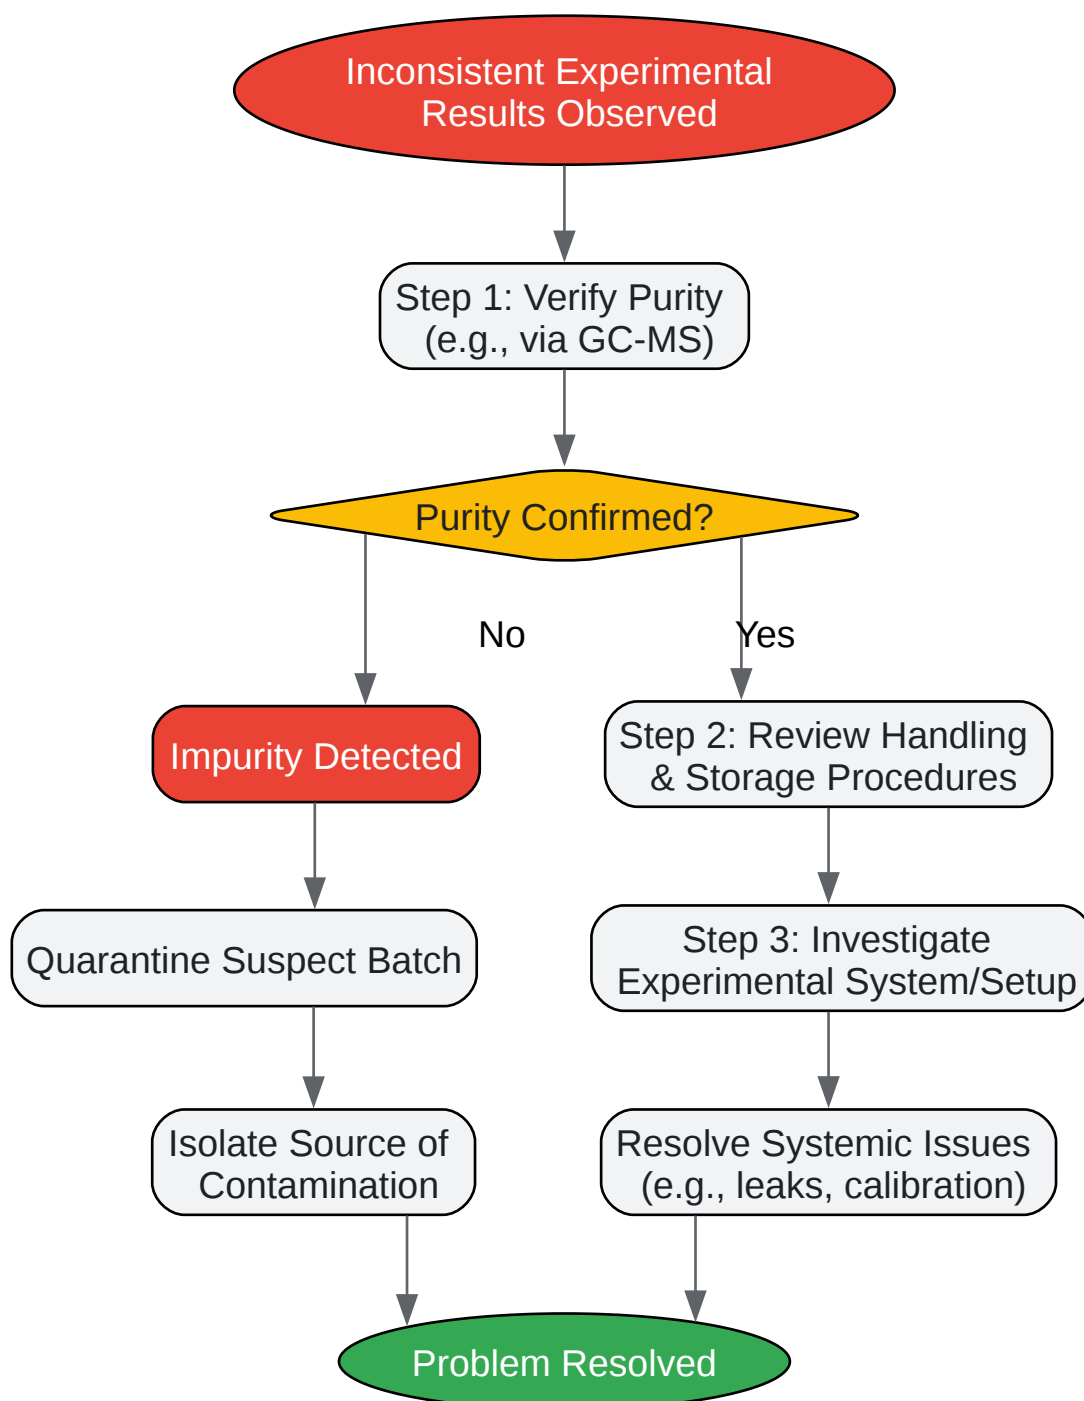 Inconsistent Experimental
Results Observed
Step 1: Verify Purity
(e.g., via GC-MS)
Purity Confirmed?
No
Yes
Impurity Detected
Step 2: Review Handling
& Storage Procedures
Quarantine Suspect Batch
Step 3: Investigate
Experimental System/Setup
Isolate Source of
Contamination
Resolve Systemic Issues
(e.g., leaks, calibration)
Problem Resolved